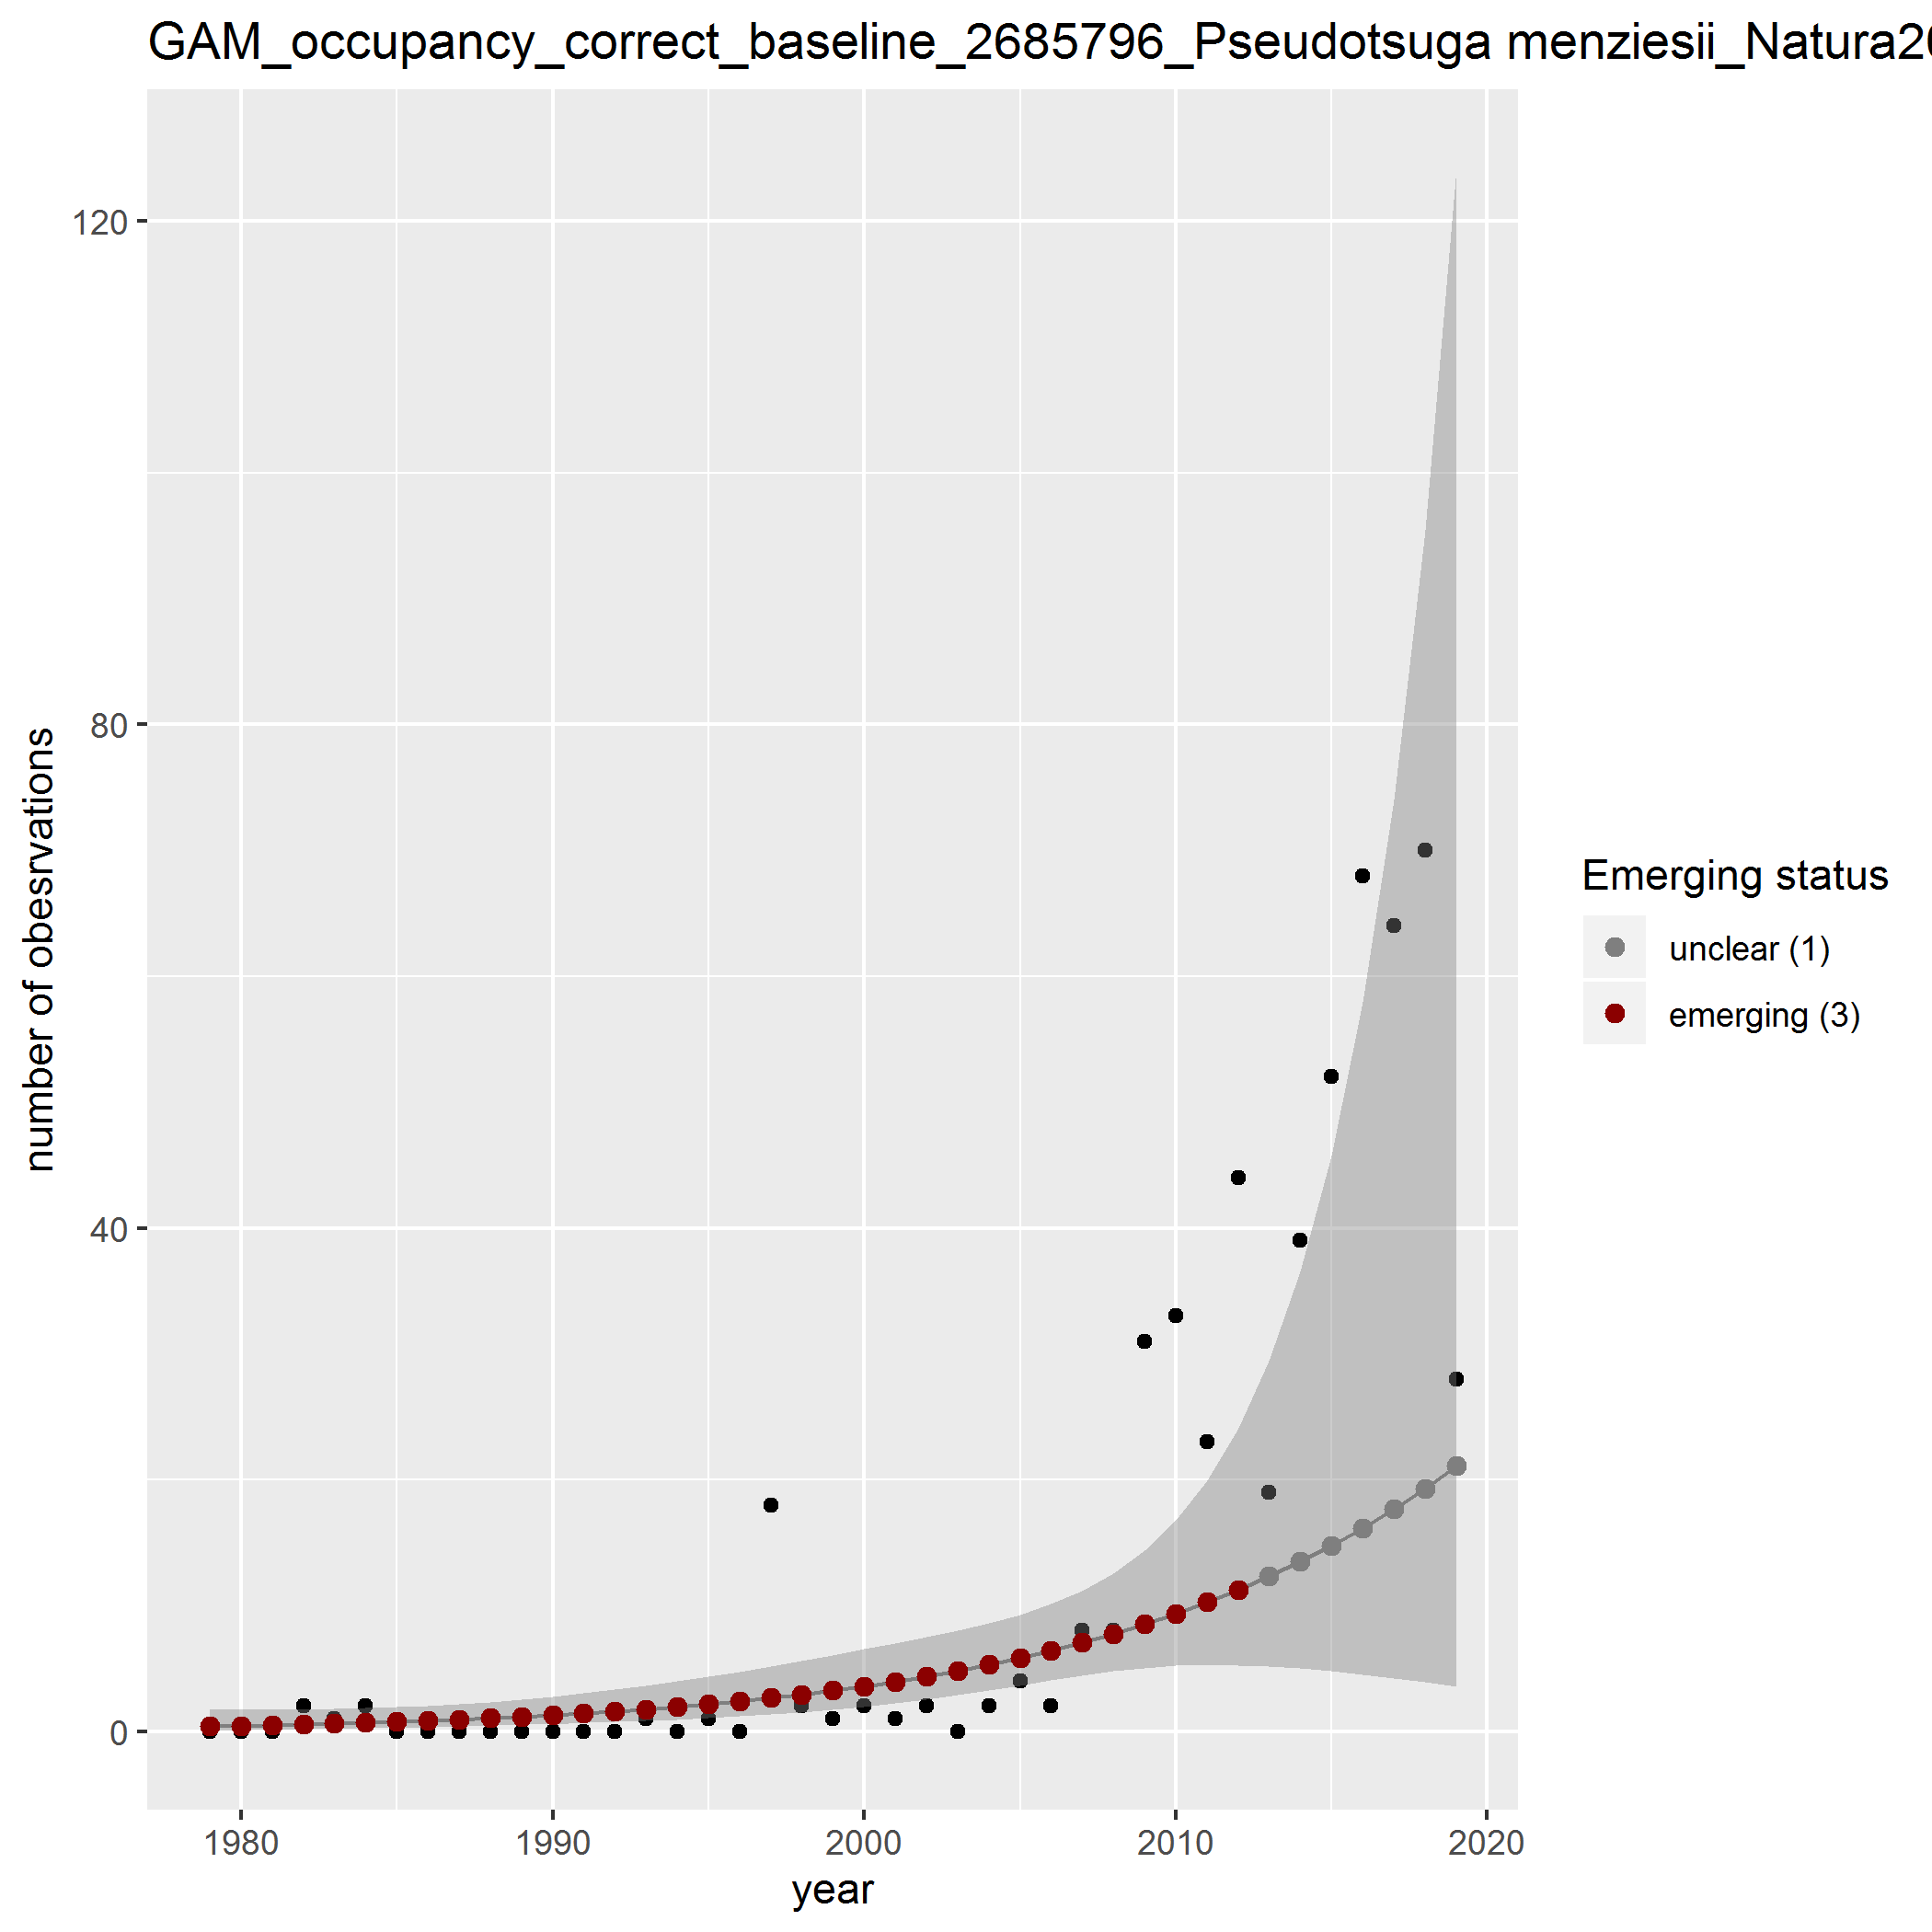 GAM_occupancy_correct_baseline_2685796_Pseudotsuga menziesii_Natura20
120
80
40
0
number of obesrvations
1980 1990 2000 2010 2020
year
Emerging status
unclear (1)
emerging (3)